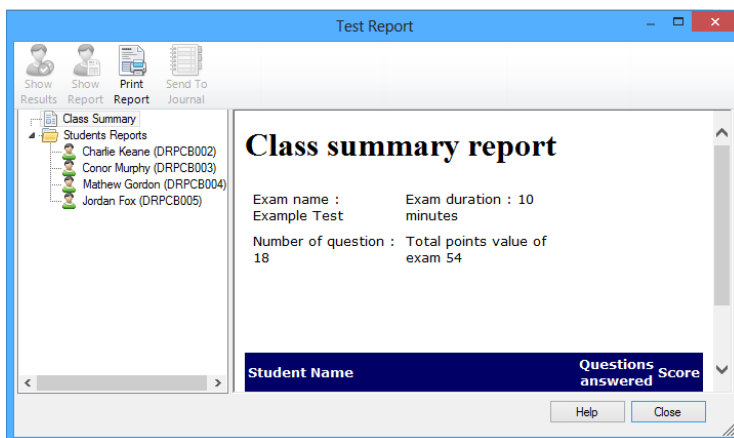 Test Report
Show Results
Show Report
Print Report
Send To Journal
Class Summary
Students Reports
Charlie Keane (DRPCB002)
Conor Murphy (DRPCB003)
Mathew Gordon (DRPCB004)
Jordan Fox (DRPCB005)
Class summary report
Exam name :
Example Test
Exam duration : 10
minutes
Number of question :
18
Total points value of
exam 54
Student Name
Questions
answered
Score
Help
Close